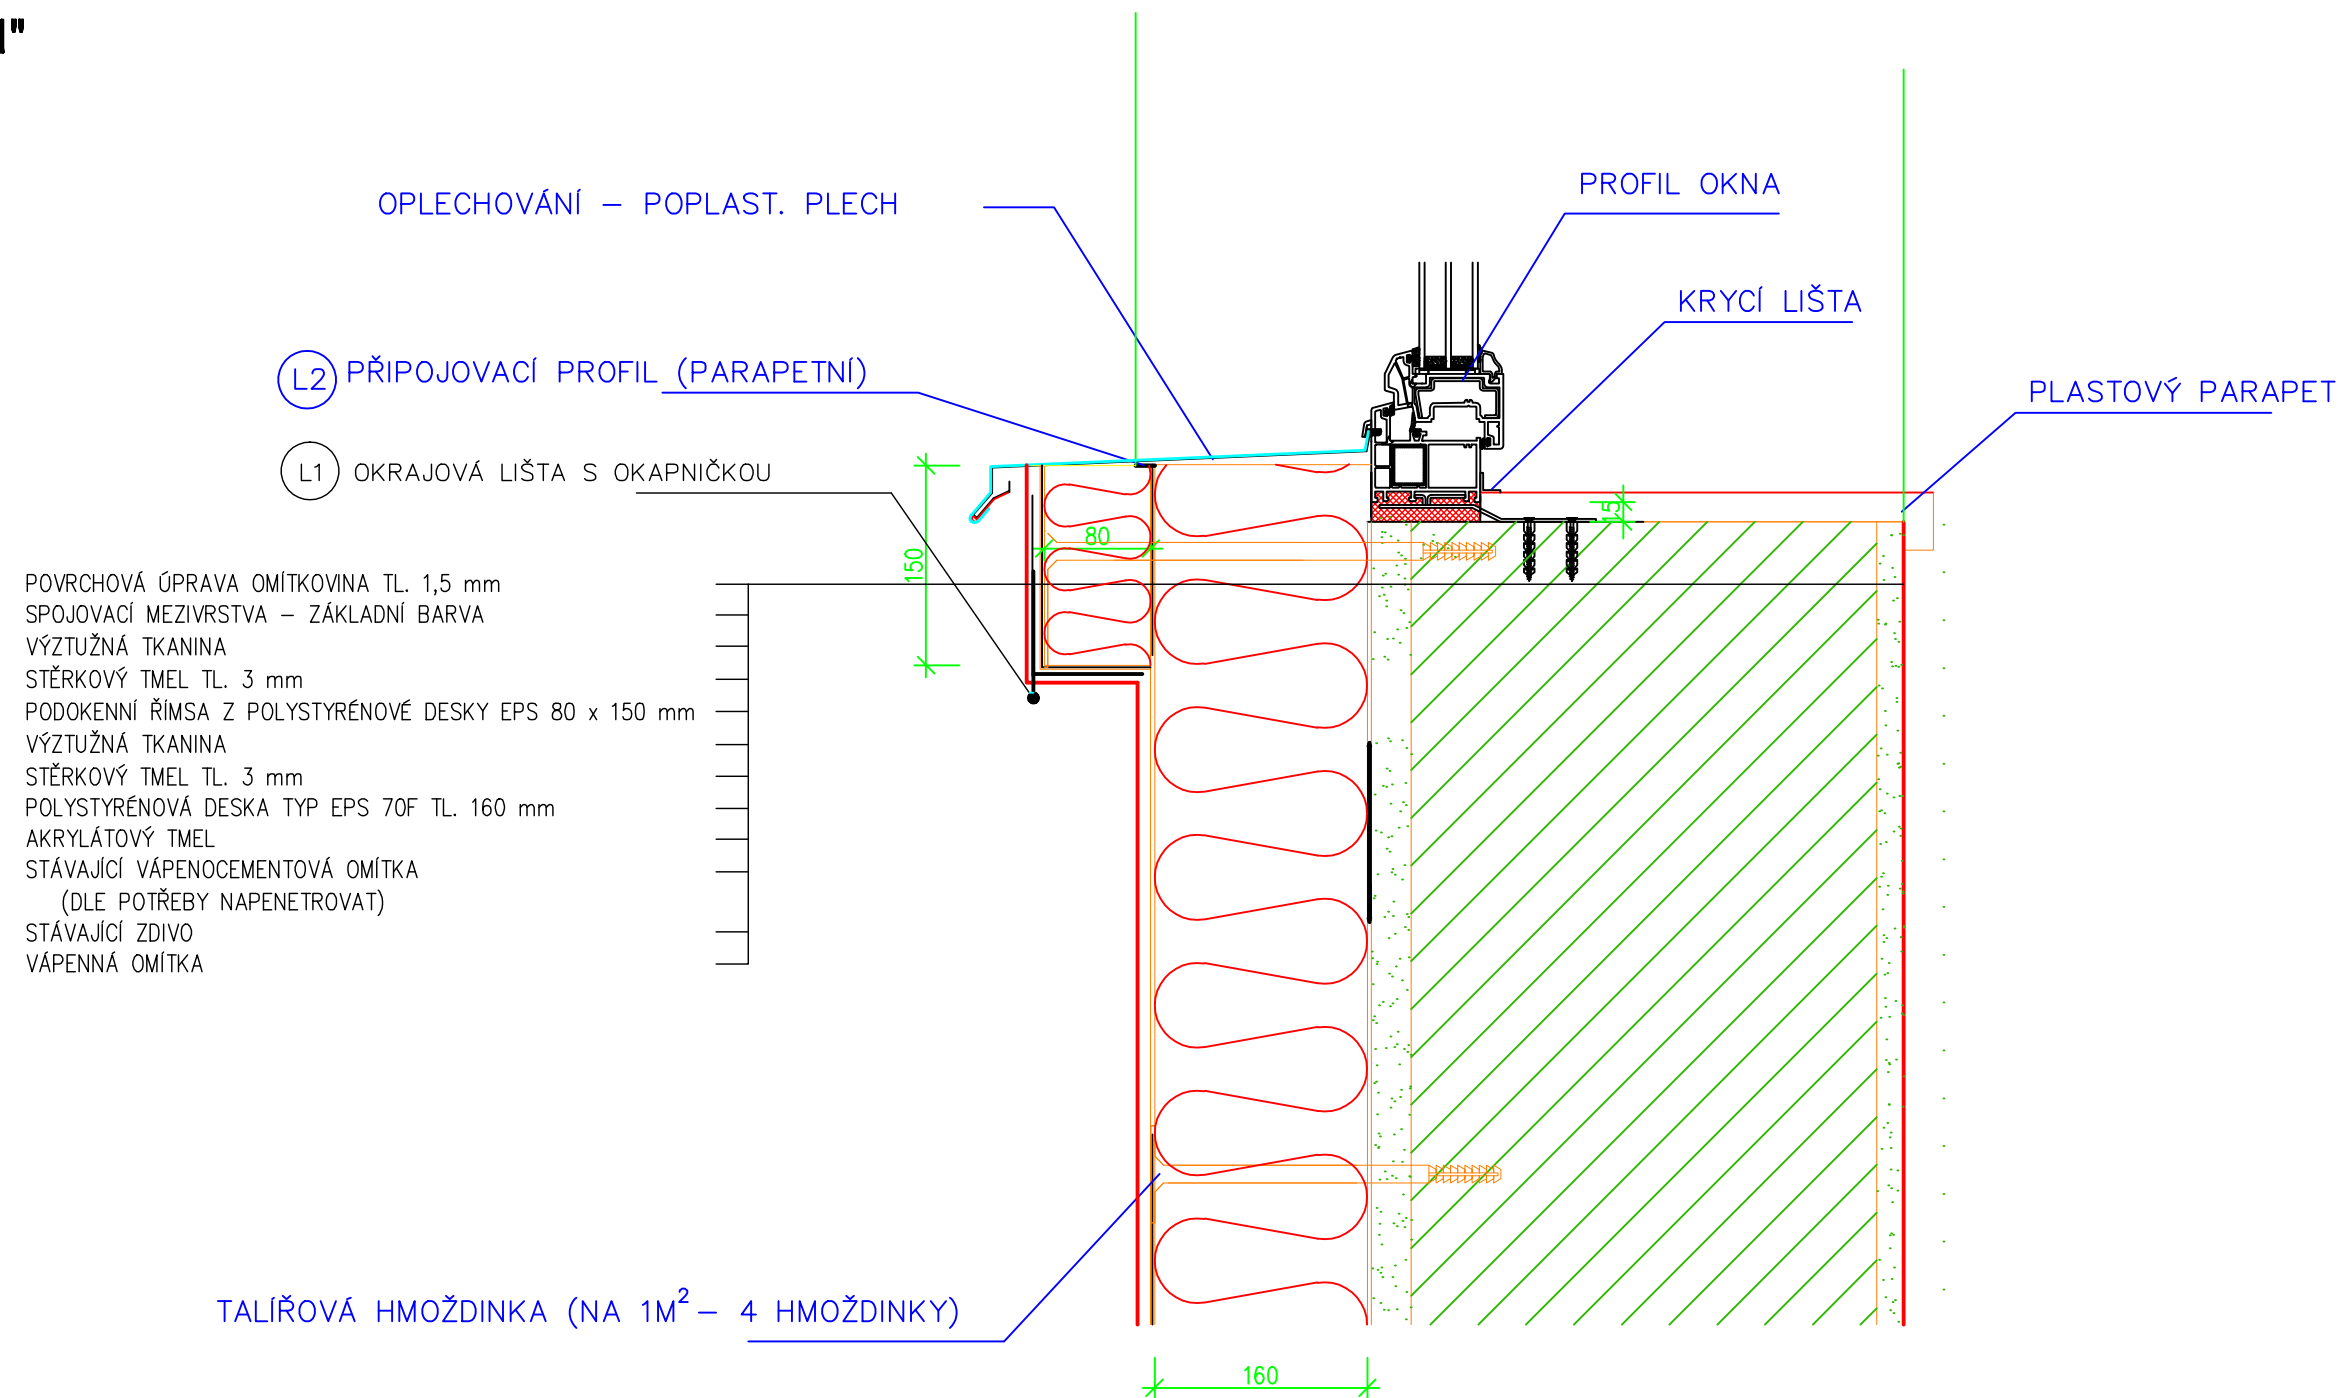 OPLECHOVÁNÍ – POPLAST. PLECH
PROFIL OKNA
KRYCÍ LIŠTA
L2 PŘIPOJOVACÍ PROFIL (PARAPETNÍ)
PLASTOVÝ PARAPET
L1 OKRAJOVÁ LIŠTA S OKAPNIČKOU
15
80
150
POVRCHOVÁ ÚPRAVA OMÍTKOVINA TL. 1,5 mm
SPOJOVACÍ MEZIVRSTVA – ZÁKLADNÍ BARVA
VÝZTUŽNÁ TKANINA
STĚRKOVÝ TMEL TL. 3 mm
PODOKENNÍ ŘÍMSA Z POLYSTYRÉNOVÉ DESKY EPS 80 x 150 mm
VÝZTUŽNÁ TKANINA
STĚRKOVÝ TMEL TL. 3 mm
POLYSTYRÉNOVÁ DESKA TYP EPS 70F TL. 160 mm
AKRYLÁTOVÝ TMEL
STÁVAJÍCÍ VÁPENOCEMENTOVÁ OMÍTKA
(DLE POTŘEBY NAPENETROVAT)
STÁVAJÍCÍ ZDIVO
VÁPENNÁ OMÍTKA
TALÍŘOVÁ HMOŽDINKA (NA 1M² – 4 HMOŽDINKY)
160